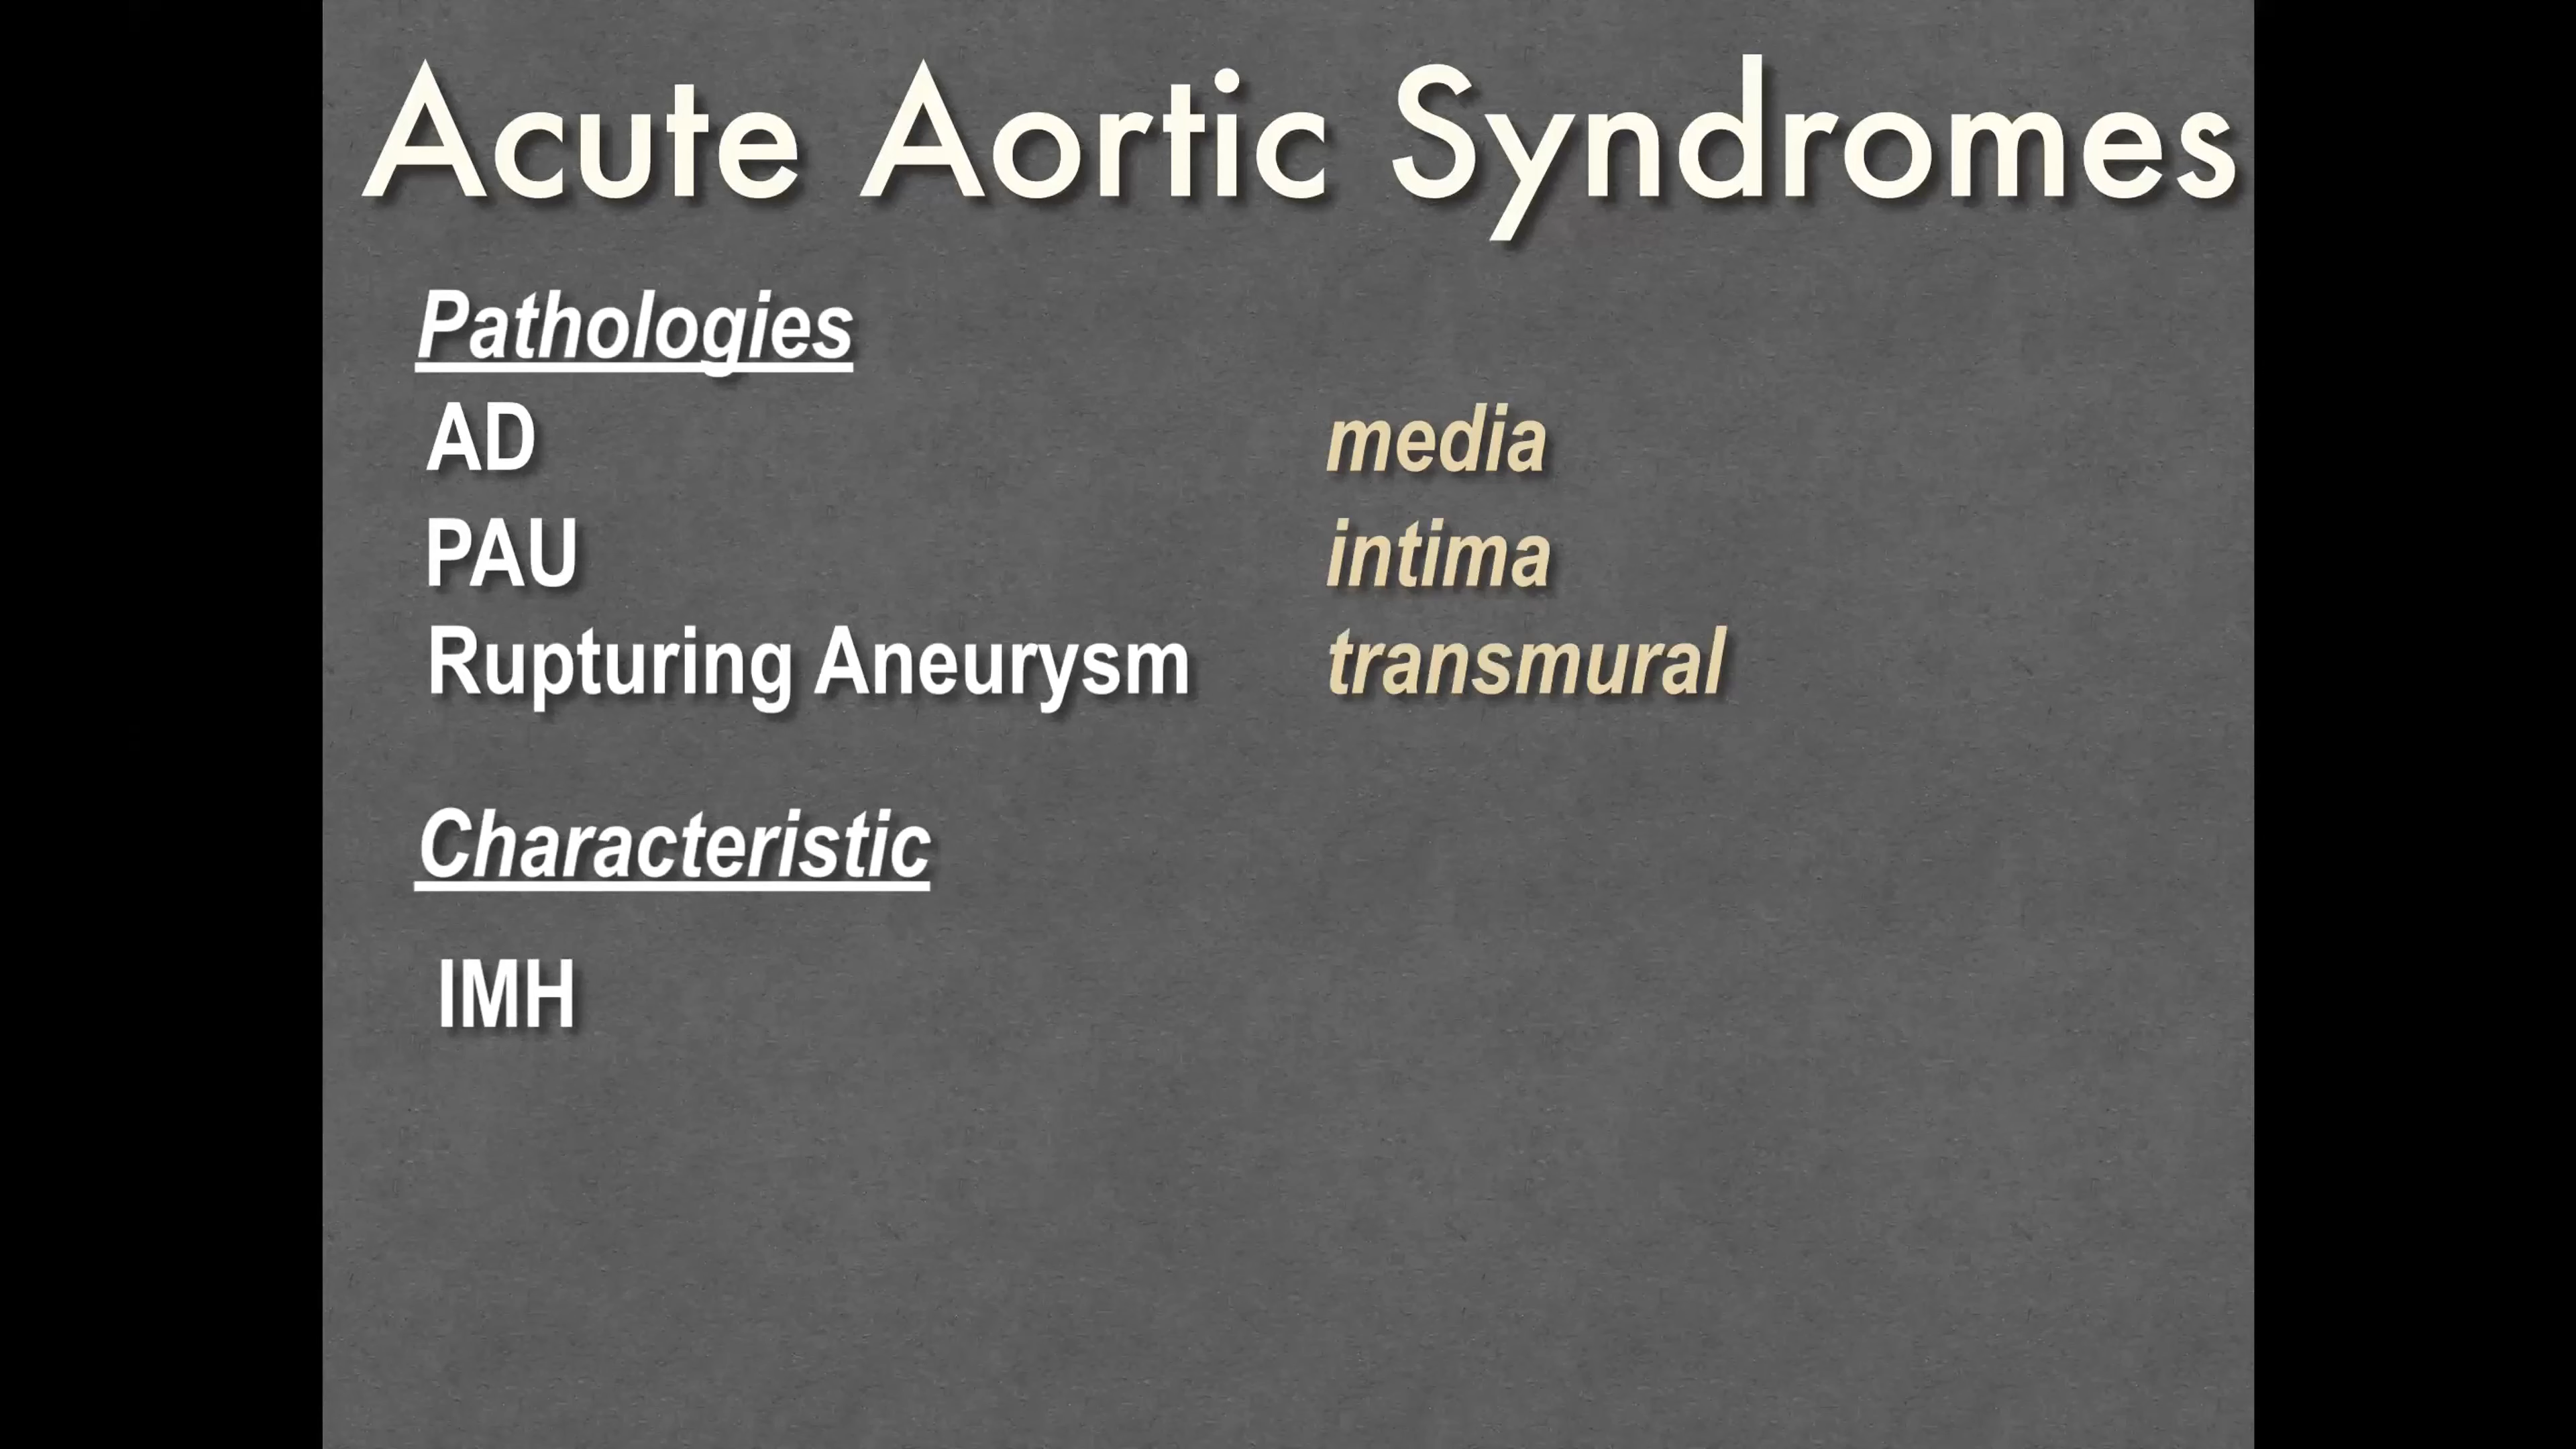 Acute Aortic Syndromes
Pathologies
AD media
PAU intima
Rupturing Aneurysm transmural
Characteristic
IMH